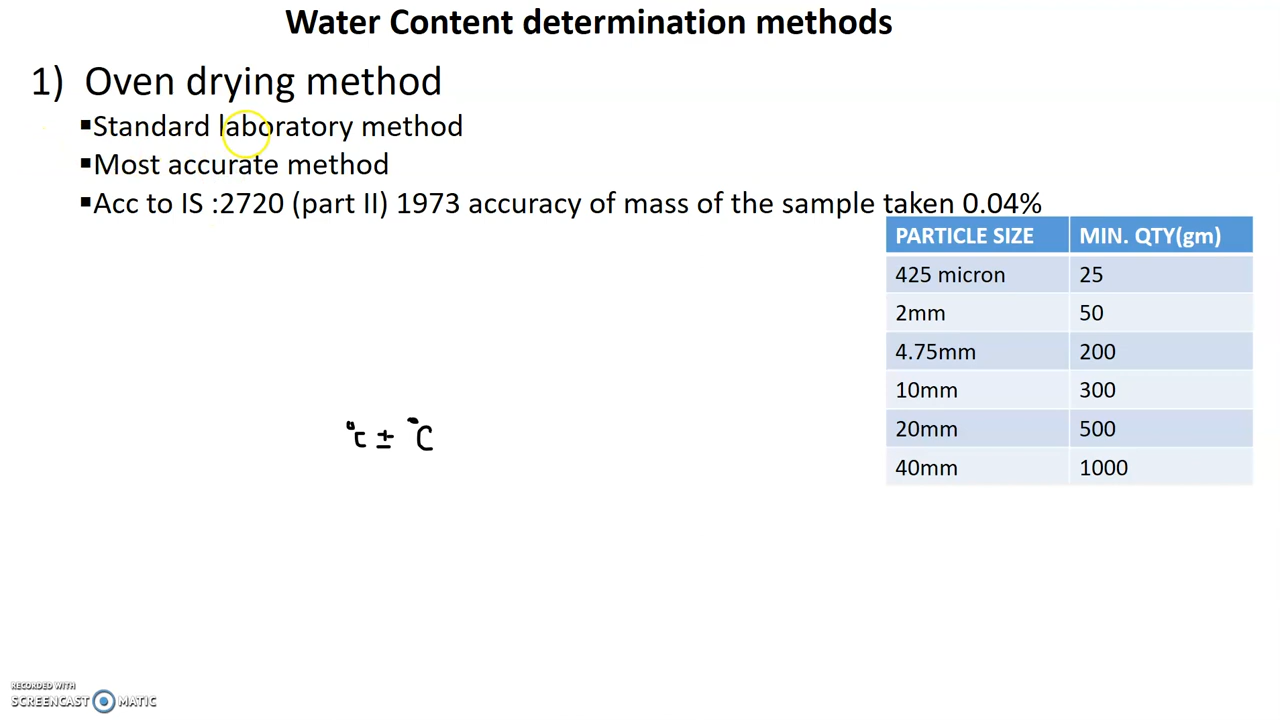 Water Content determination methods
1) Oven drying method
▪Standard laboratory method
▪Most accurate method
▪Acc to IS :2720 (part II) 1973 accuracy of mass of the sample taken 0.04%
PARTICLE SIZE MIN. QTY(gm)
425 micron 25
2mm 50
4.75mm 200
10mm 300
20mm 500
40mm 1000
°c ± °C
RECORDED WITH
SCREENCAST MATIC